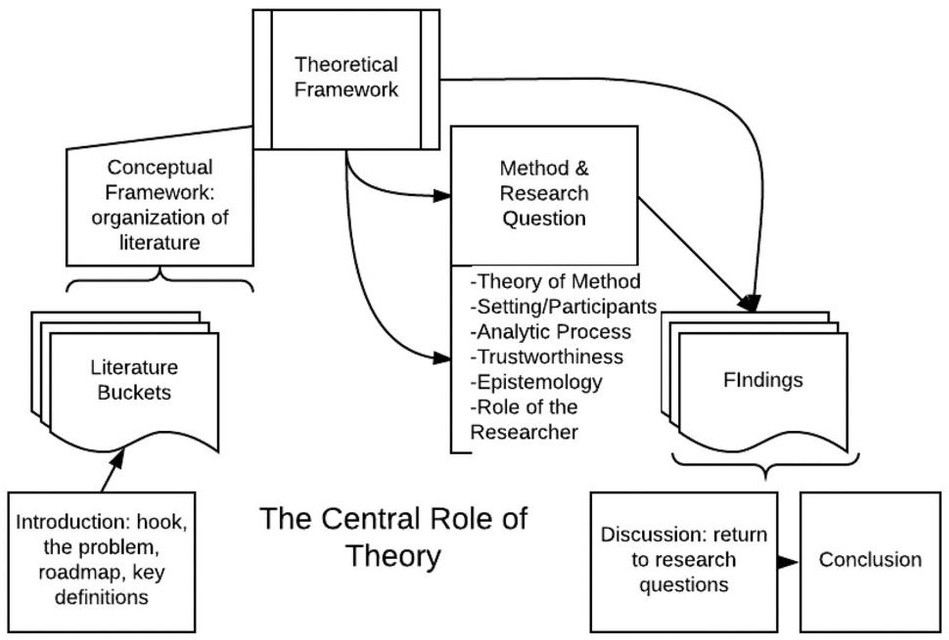 Theoretical
Framework
Conceptual
Framework:
organization of
literature
Method &
Research
Question
-Theory of Method
-Setting/Participants
-Analytic Process
-Trustworthiness
-Epistemology
-Role of the
Researcher
Literature
Buckets
FIndings
Introduction: hook,
the problem,
roadmap, key
definitions
The Central Role of
Theory
Discussion: return
to research
questions
Conclusion